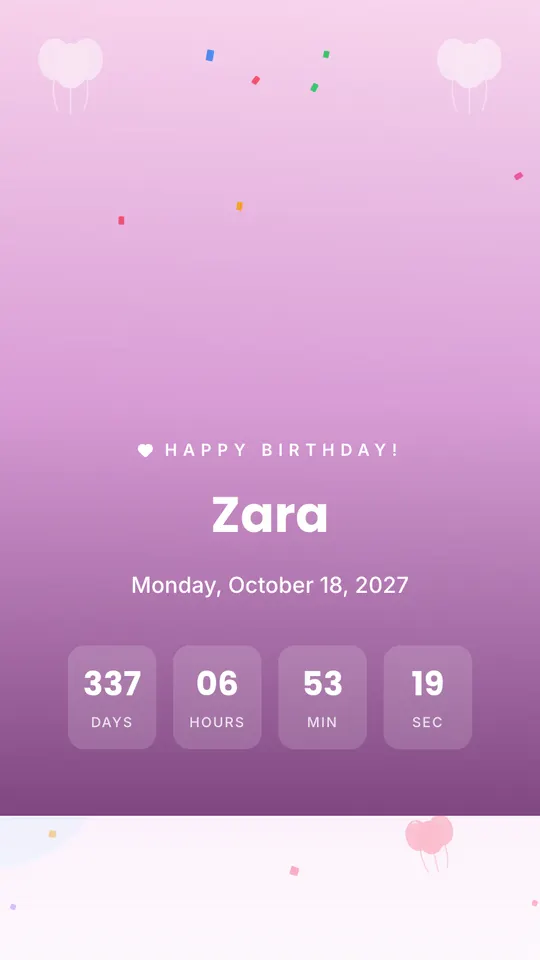 HAPPY BIRTHDAY!
Zara
Monday, October 18, 2027
337 06 53 19
DAYS HOURS MIN SEC